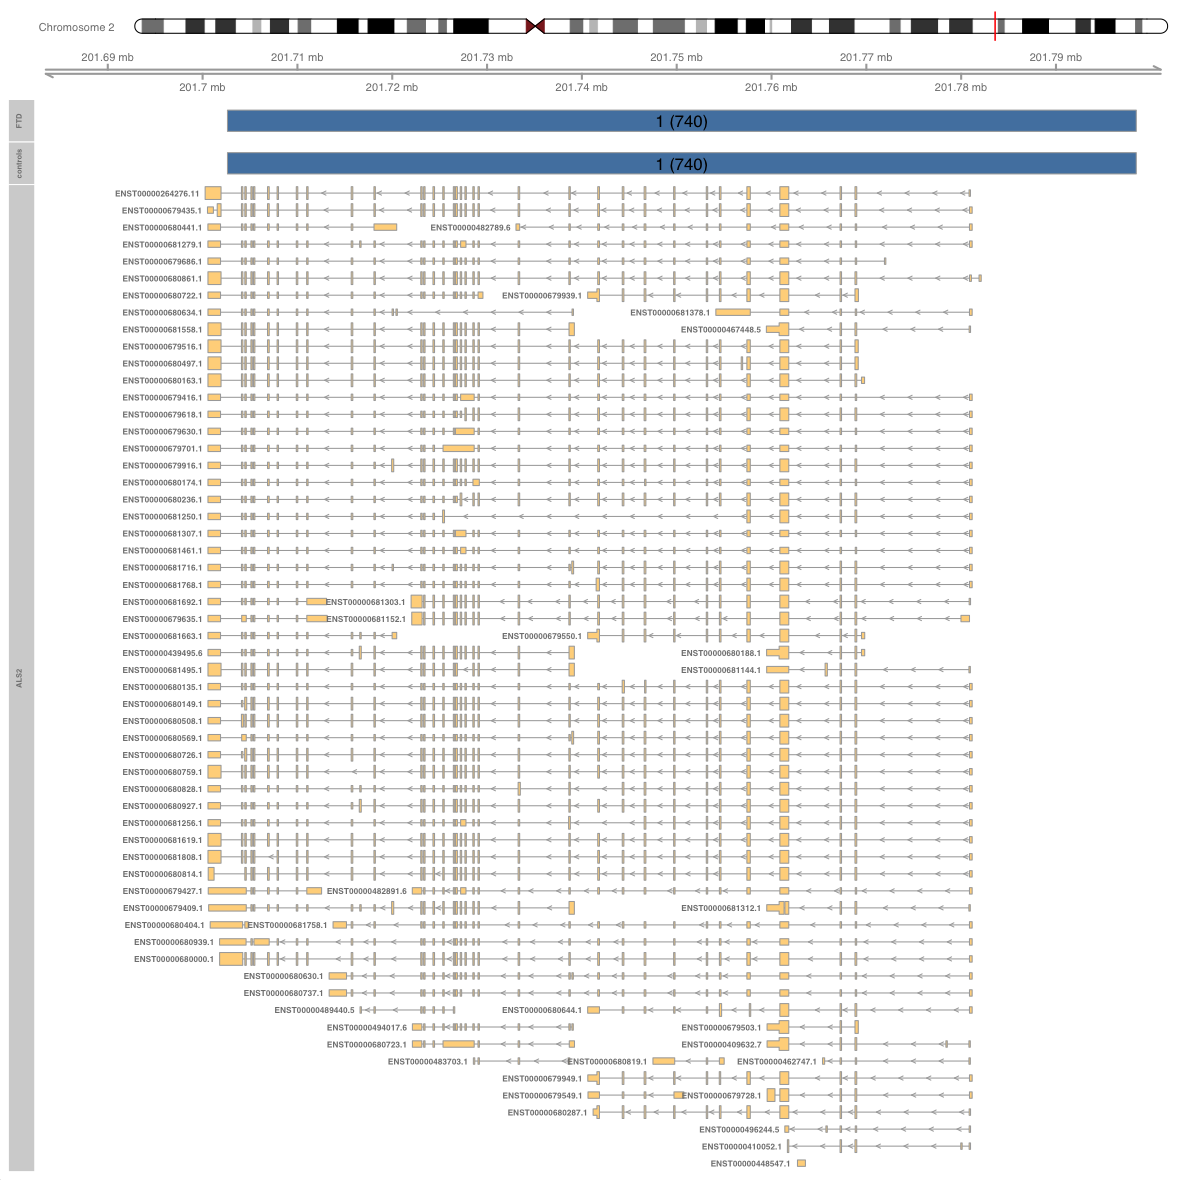 Chromosome 2
201.69 mb 201.71 mb 201.73 mb 201.75 mb 201.77 mb 201.79 mb
201.7 mb 201.72 mb 201.74 mb 201.76 mb 201.78 mb
FTD
1 (740)
controls
1 (740)
ALS2
ENST00000264276.11
ENST00000679435.1
ENST00000680441.1 ENST00000482789.6
ENST00000681279.1
ENST00000679686.1
ENST00000680861.1
ENST00000680722.1 ENST00000679939.1
ENST00000680634.1 ENST00000681378.1
ENST00000681558.1 ENST00000467448.5
ENST00000679516.1
ENST00000680497.1
ENST00000680163.1
ENST00000679416.1
ENST00000679618.1
ENST00000679630.1
ENST00000679701.1
ENST00000679916.1
ENST00000680174.1
ENST00000680236.1
ENST00000681250.1
ENST00000681307.1
ENST00000681461.1
ENST00000681716.1
ENST00000681768.1
ENST00000681692.1 ENST00000681303.1
ENST00000679635.1 ENST00000681152.1
ENST00000681663.1 ENST00000679550.1
ENST00000439495.6 ENST00000680188.1
ENST00000681495.1 ENST00000681144.1
ENST00000680135.1
ENST00000680149.1
ENST00000680508.1
ENST00000680569.1
ENST00000680726.1
ENST00000680759.1
ENST00000680828.1
ENST00000680927.1
ENST00000681256.1
ENST00000681619.1
ENST00000681808.1
ENST00000680814.1
ENST00000679427.1 ENST00000482891.6
ENST00000679409.1 ENST00000681312.1
ENST00000680404.1 ENST00000681758.1
ENST00000680939.1
ENST00000680000.1
ENST00000680630.1
ENST00000680737.1
ENST00000489440.5 ENST00000680644.1
ENST00000494017.6 ENST00000679503.1
ENST00000680723.1 ENST00000409632.7
ENST00000483703.1 ENST00000680819.1 ENST00000462747.1
ENST00000679949.1
ENST00000679549.1 ENST00000679728.1
ENST00000680287.1
ENST00000496244.5
ENST00000410052.1
ENST00000448547.1